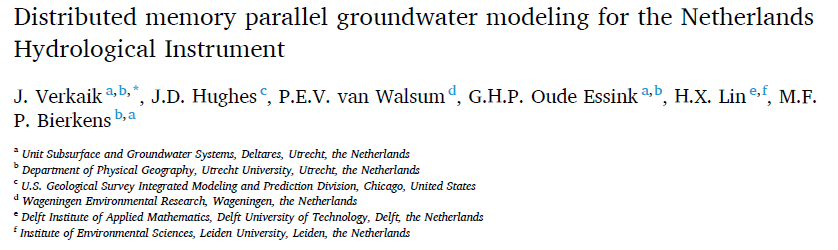 Distributed memory parallel groundwater modeling for the Netherlands
Hydrological Instrument
J. Verkaik a,b,*, J.D. Hughes c, P.E.V. van Walsum d, G.H.P. Oude Essink a,b, H.X. Lin e,f, M.F.
P. Bierkens b,a
a Unit Subsurface and Groundwater Systems, Deltares, Utrecht, the Netherlands
b Department of Physical Geography, Utrecht University, Utrecht, the Netherlands
c U.S. Geological Survey Integrated Modeling and Prediction Division, Chicago, United States
d Wageningen Environmental Research, Wageningen, the Netherlands
e Delft Institute of Applied Mathematics, Delft University of Technology, Delft, the Netherlands
f Institute of Environmental Sciences, Leiden University, Leiden, the Netherlands